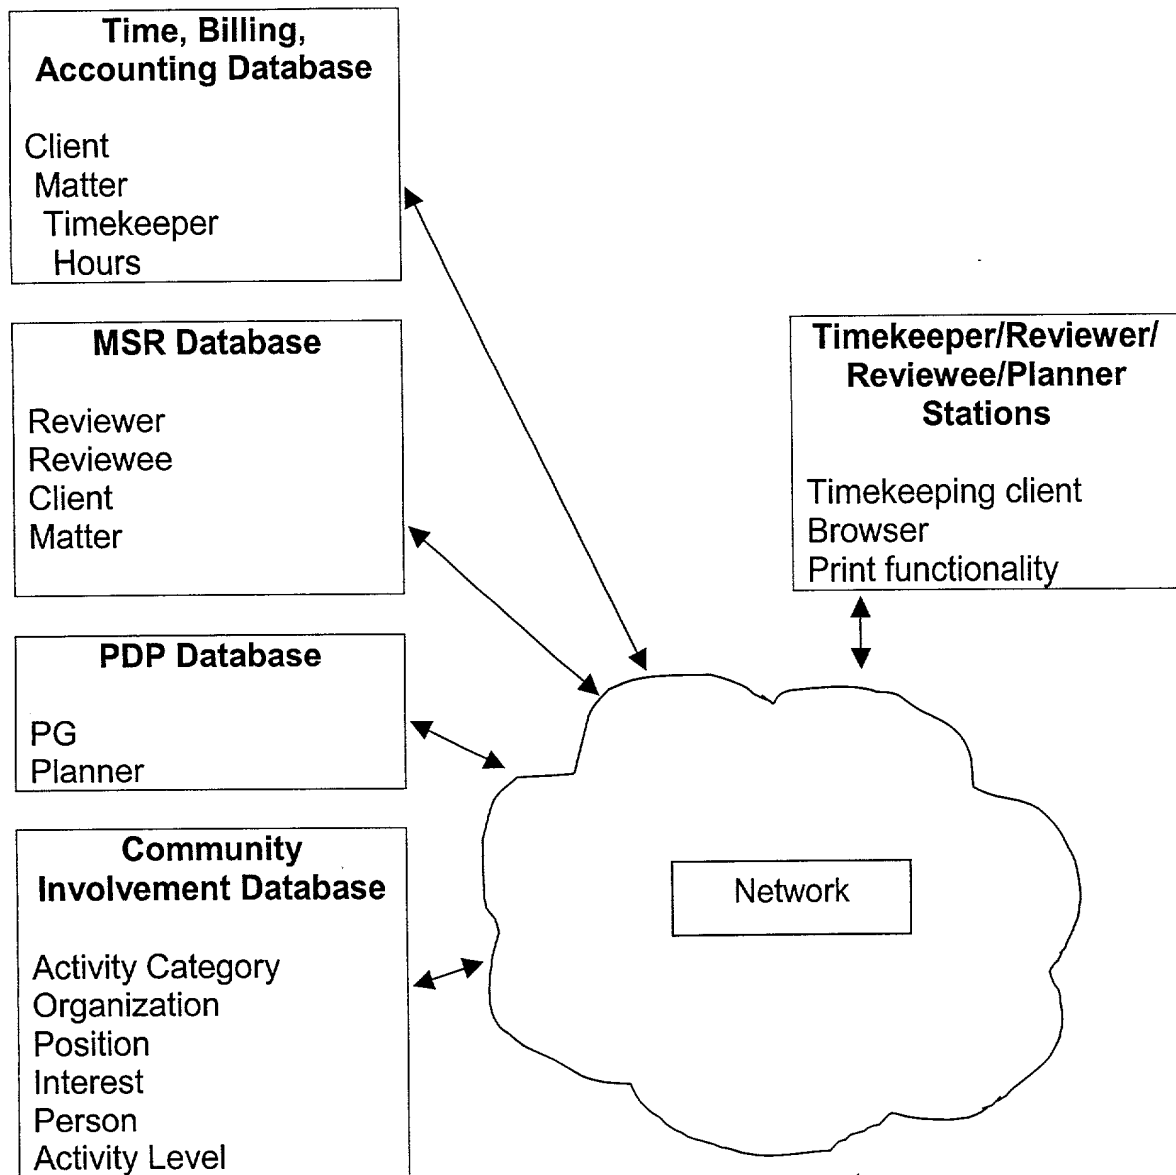 Time, Billing,
Accounting Database
Client
Matter
Timekeeper
Hours
MSR Database
Reviewer
Reviewee
Client
Matter
PDP Database
PG
Planner
Community
Involvement Database
Activity Category
Organization
Position
Interest
Person
Activity Level
Timekeeper/Reviewer/
Reviewee/Planner
Stations
Timekeeping client
Browser
Print functionality
Network